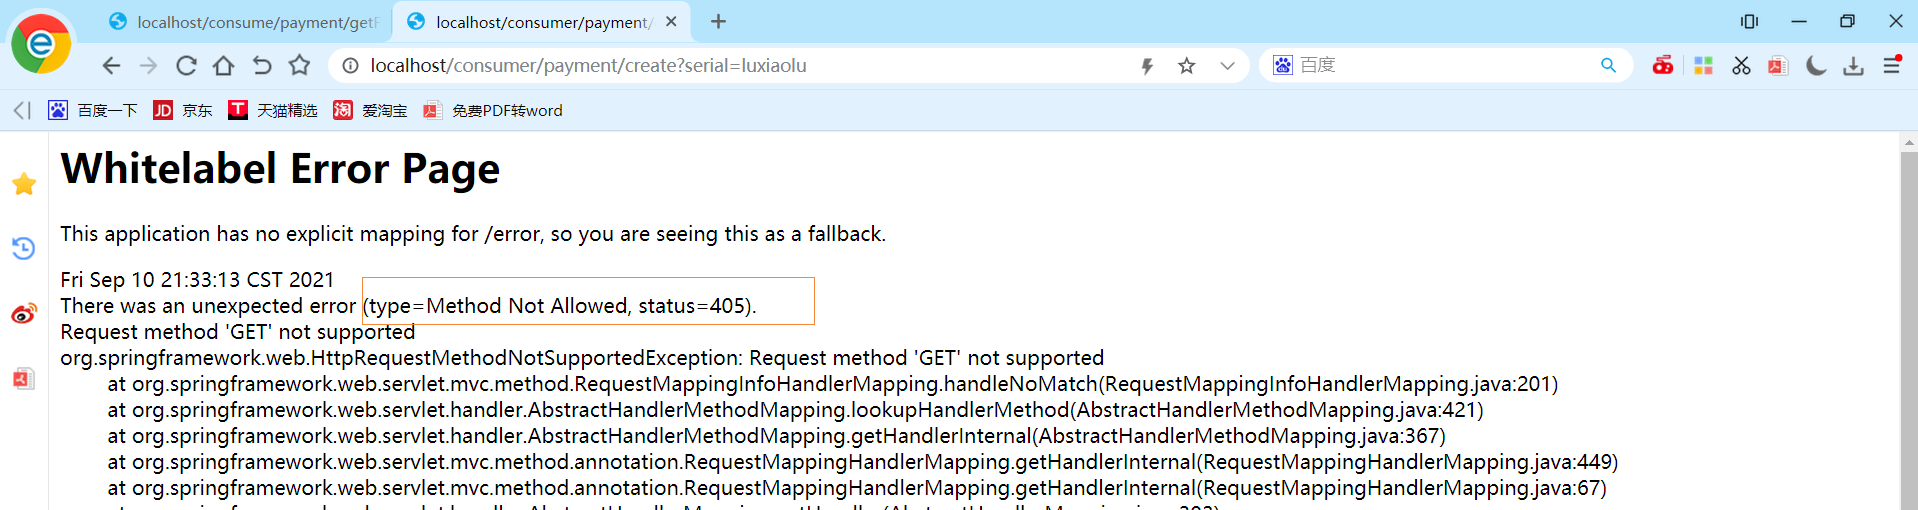 localhost/consume/payment/getP
localhost/consumer/payment/
localhost/consumer/payment/create?serial=luxiaolu
百度
百度一下
JD 京东
T 天猫精选
淘 爱淘宝
免费PDF转word
Whitelabel Error Page
This application has no explicit mapping for /error, so you are seeing this as a fallback.
Fri Sep 10 21:33:13 CST 2021
There was an unexpected error (type=Method Not Allowed, status=405).
Request method 'GET' not supported
org.springframework.web.HttpRequestMethodNotSupportedException: Request method 'GET' not supported
at org.springframework.web.servlet.mvc.method.RequestMappingInfoHandlerMapping.handleNoMatch(RequestMappingInfoHandlerMapping.java:201)
at org.springframework.web.servlet.handler.AbstractHandlerMethodMapping.lookupHandlerMethod(AbstractHandlerMethodMapping.java:421)
at org.springframework.web.servlet.handler.AbstractHandlerMethodMapping.getHandlerInternal(AbstractHandlerMethodMapping.java:367)
at org.springframework.web.servlet.mvc.method.annotation.RequestMappingHandlerMapping.getHandlerInternal(RequestMappingHandlerMapping.java:449)
at org.springframework.web.servlet.mvc.method.annotation.RequestMappingHandlerMapping.getHandlerInternal(RequestMappingHandlerMapping.java:67)